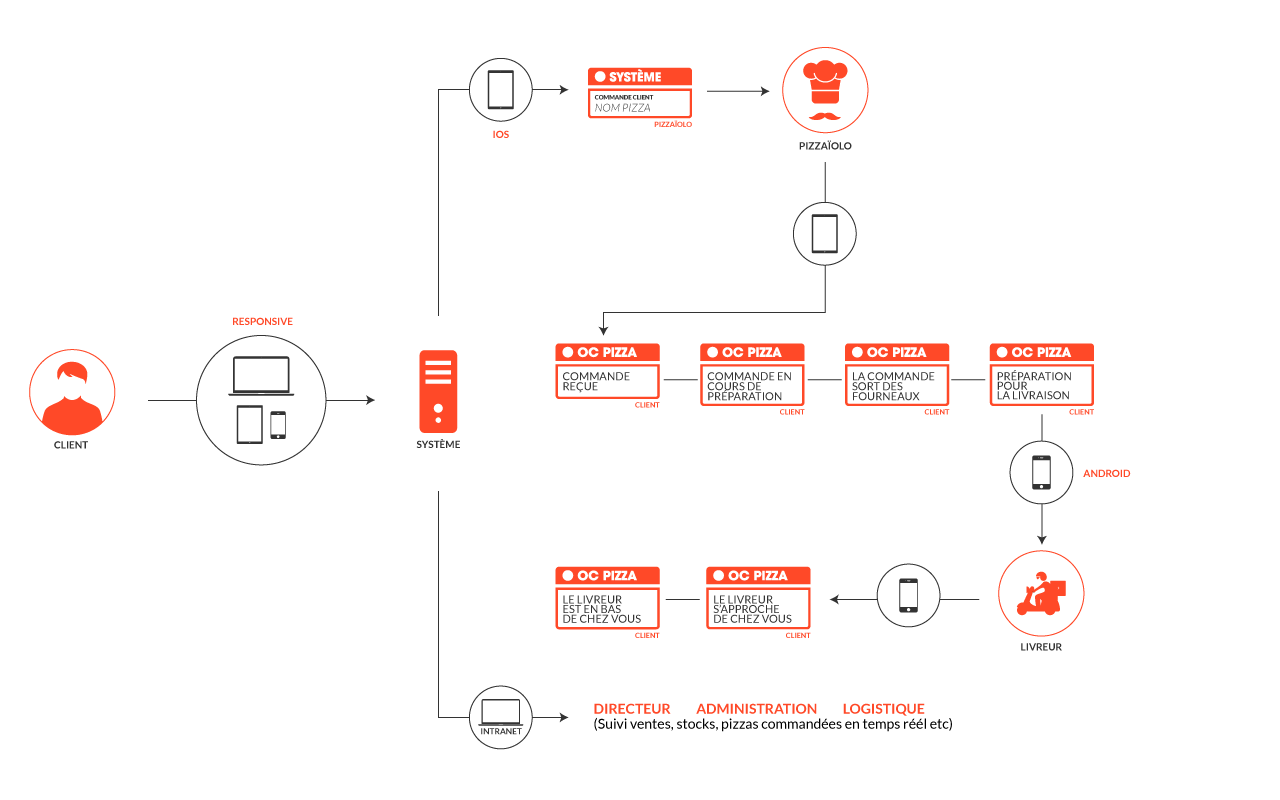 SYSTÈME
COMMANDE CLIENT
NOM PIZZA
PIZZAÏOLO
IOS
PIZZAÏOLO
RESPONSIVE
CLIENT
SYSTÈME
OC PIZZA
COMMANDE
REÇUE
CLIENT
OC PIZZA
COMMANDE EN
COURS DE
PRÉPARATION
CLIENT
OC PIZZA
LA COMMANDE
SORT DES
FOURNEAUX
CLIENT
OC PIZZA
PRÉPARATION
POUR
LA LIVRAISON
CLIENT
ANDROID
LIVREUR
OC PIZZA
LE LIVREUR
S'APPROCHE
DE CHEZ VOUS
CLIENT
OC PIZZA
LE LIVREUR
EST EN BAS
DE CHEZ VOUS
CLIENT
INTRANET
DIRECTEUR ADMINISTRATION LOGISTIQUE
(Suivi ventes, stocks, pizzas commandées en temps réél etc)